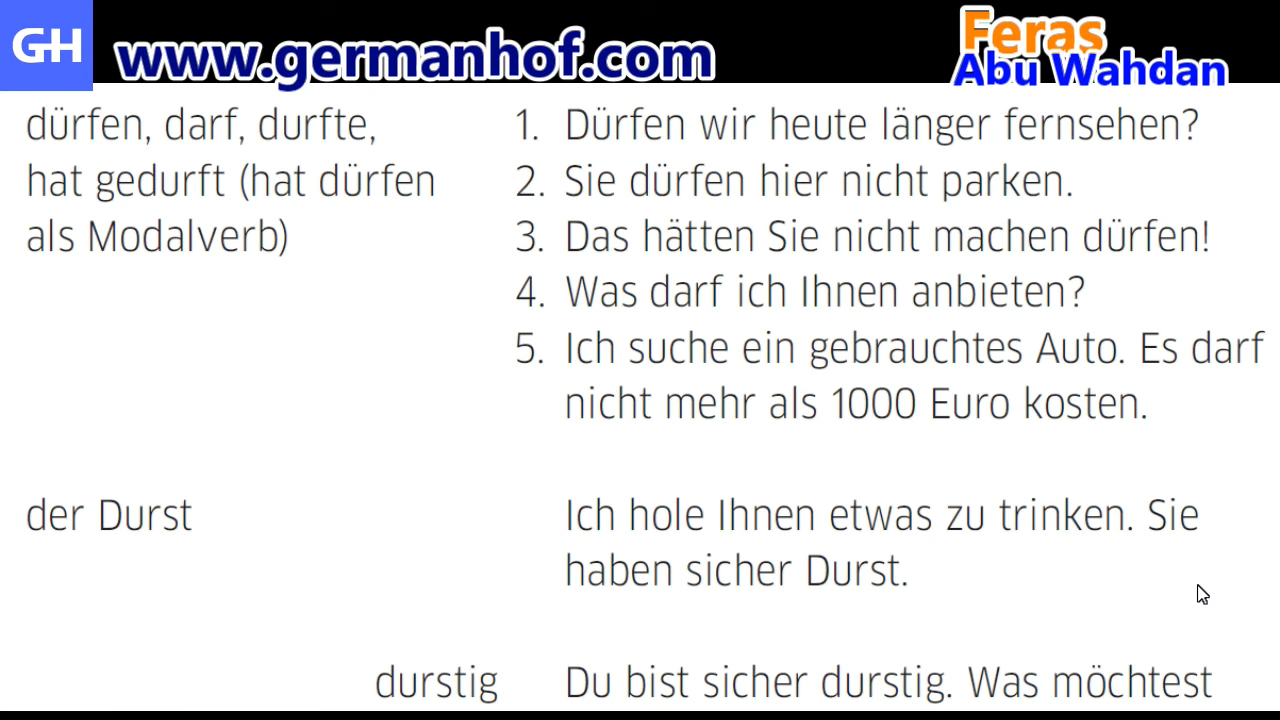 GH
www.germanhof.com
Feras
Abu Wahdan
dürfen, darf, durfte,
hat gedurft (hat dürfen
als Modalverb)
1. Dürfen wir heute länger fernsehen?
2. Sie dürfen hier nicht parken.
3. Das hätten Sie nicht machen dürfen!
4. Was darf ich Ihnen anbieten?
5. Ich suche ein gebrauchtes Auto. Es darf
nicht mehr als 1000 Euro kosten.
der Durst
Ich hole Ihnen etwas zu trinken. Sie
haben sicher Durst.
durstig
Du bist sicher durstig. Was möchtest